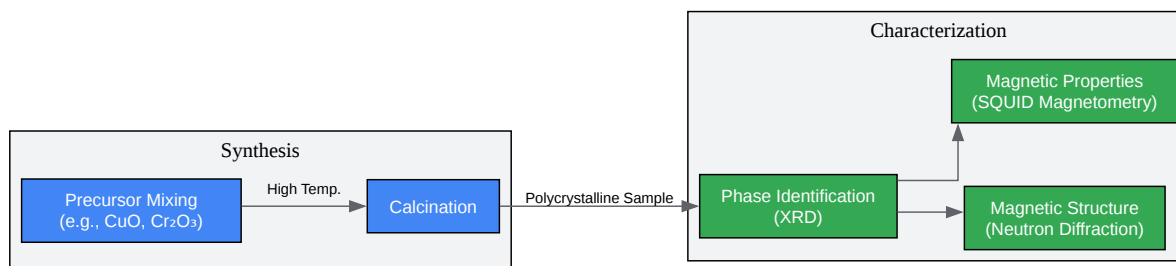 Synthesis
Precursor Mixing
(e.g., CuO, Cr₂O₃)
High Temp.
Calcination
Polycrystalline Sample
Characterization
Phase Identification
(XRD)
Magnetic Properties
(SQUID Magnetometry)
Magnetic Structure
(Neutron Diffraction)